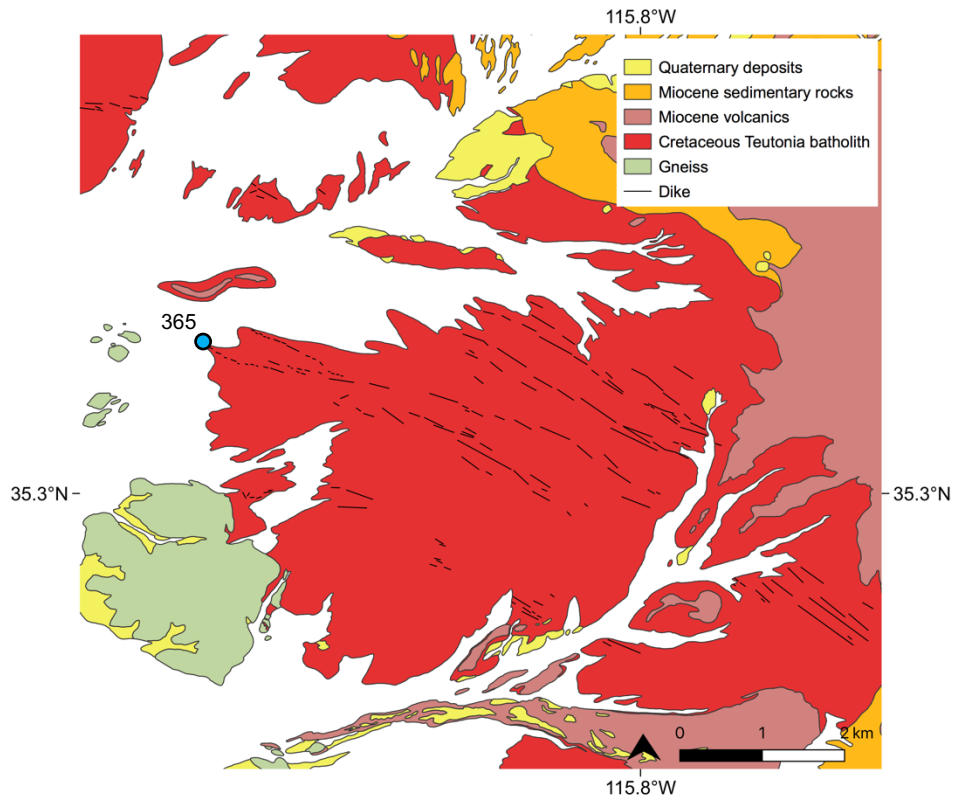 115.8°W
Quaternary deposits
Miocene sedimentary rocks
Miocene volcanics
Cretaceous Teutonia batholith
Gneiss
Dike
365
35.3°N
35.3°N
0 1 2 km
115.8°W